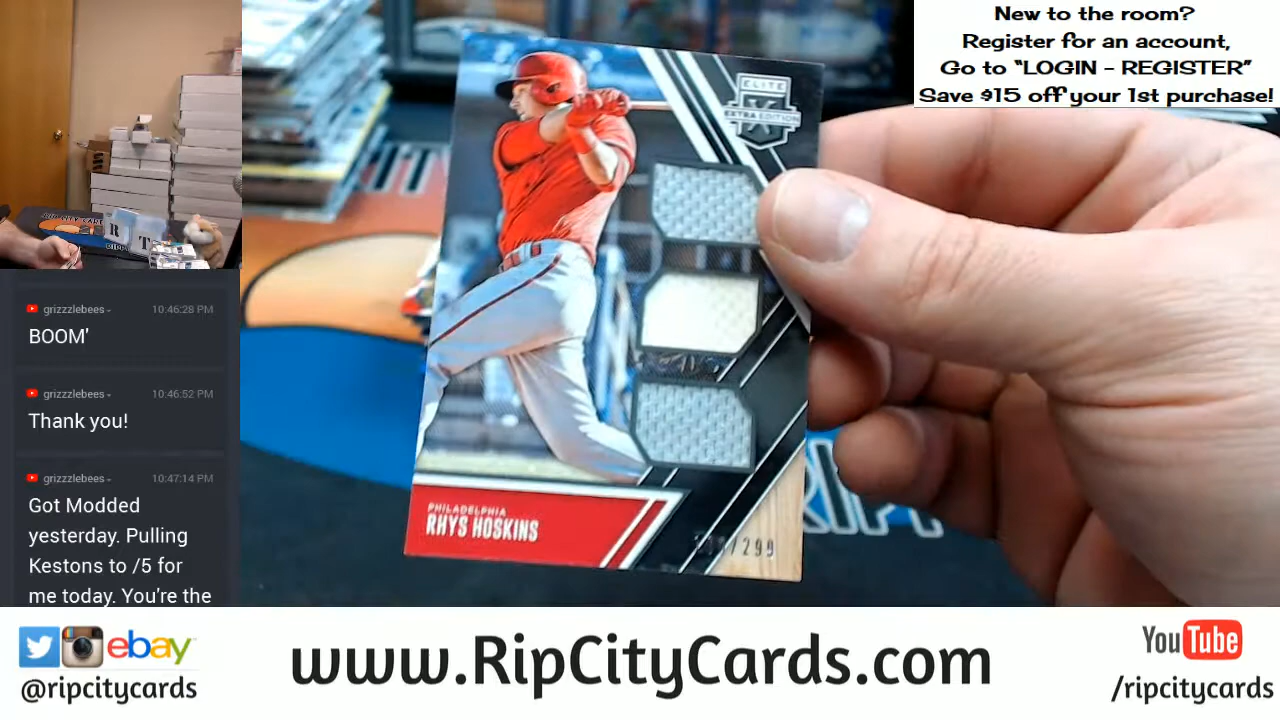 New to the room?
Register for an account,
Go to "LOGIN - REGISTER"
Save $15 off your 1st purchase!
ELITE
EXTRA EDITION
X
R
T
grizzzlebees
10:46:28 PM
BOOM'
grizzzlebees
10:46:52 PM
Thank you!
grizzzlebees
10:47:14 PM
Got Modded
yesterday. Pulling
Kestons to /5 for
me today. You're the
PHILADELPHIA
RHYS HOSKINS
/299
ebay
@ripcitycards
www.RipCityCards.com
YouTube
/ripcitycards